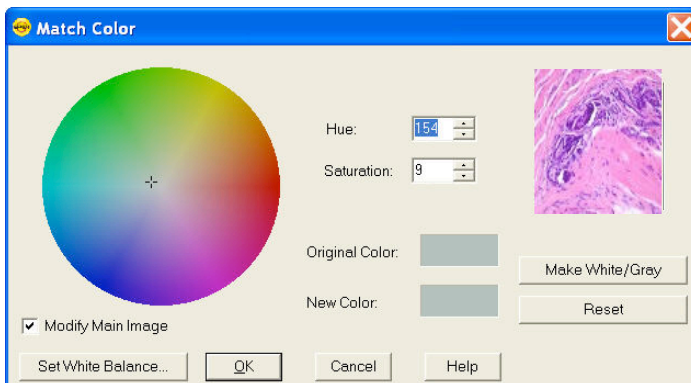 Match Color
Hue: 154
Saturation: 9
Original Color:
Make White/Gray
New Color:
Reset
Modify Main Image
Set White Balance... OK Cancel Help